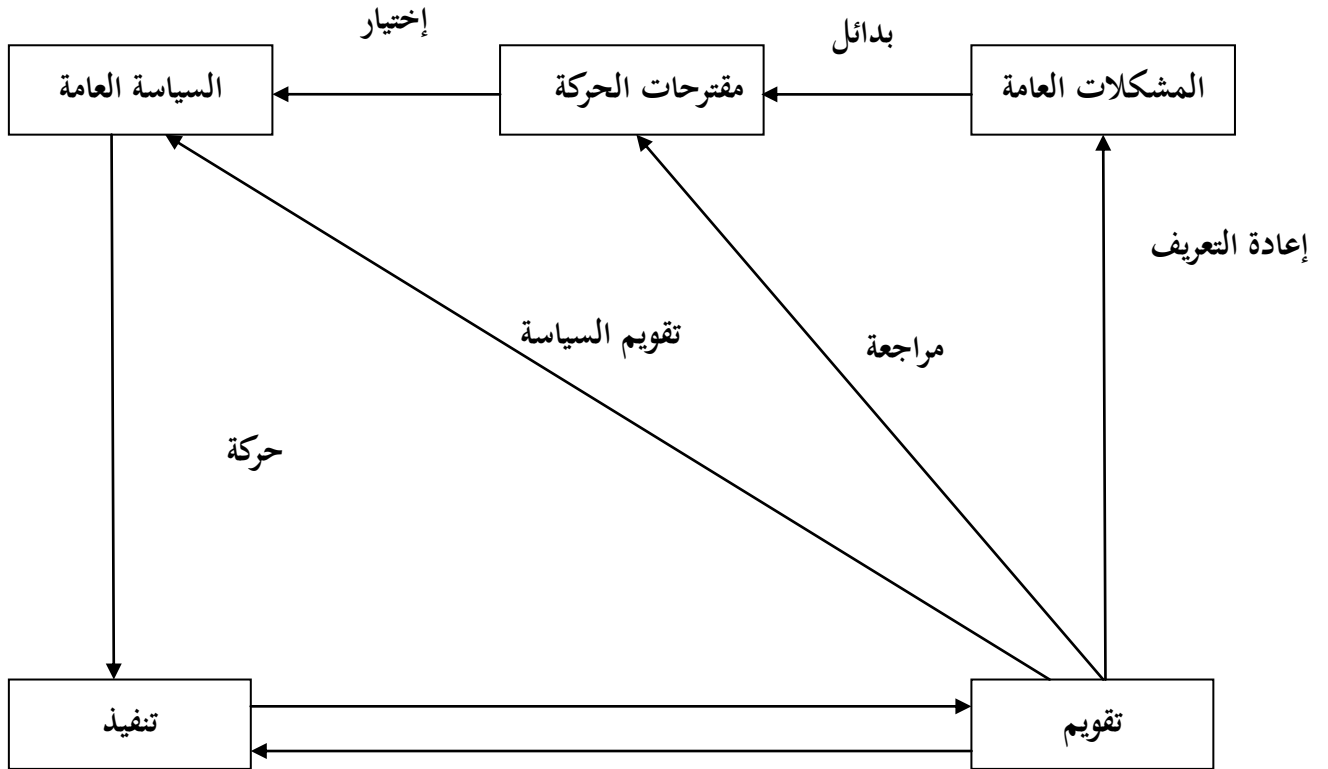 إختيار
بدائل
المشكلات العامة
مقترحات الحركة
السياسة العامة
إعادة التعريف
مراجعة
تقويم السياسة
حركة
تقويم
تنفيذ